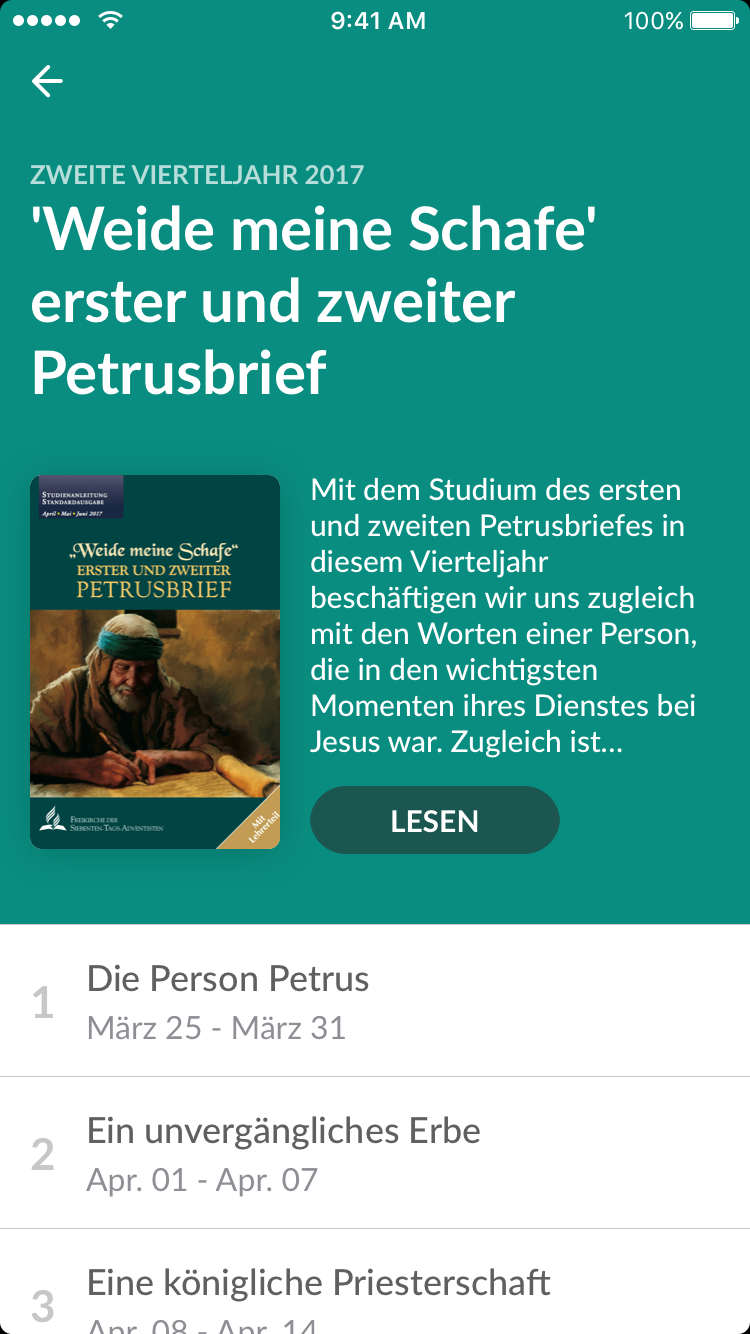 9:41 AM
100%
ZWEITE VIERTELJAHR 2017
'Weide meine Schafe'
erster und zweiter
Petrusbrief
STUDIENANLEITUNG
STANDARDAUSGABE
April • Mai • Juni 2017
„Weide meine Schafe“
ERSTER UND ZWEITER
PETRUSBRIEF
FREIKIRCHE DER
SIEBENTEN-TAGS-ADVENTISTEN
Mit
Lehrerteil
Mit dem Studium des ersten
und zweiten Petrusbriefes in
diesem Vierteljahr
beschäftigen wir uns zugleich
mit den Worten einer Person,
die in den wichtigsten
Momenten ihres Dienstes bei
Jesus war. Zugleich ist...
LESEN
1
Die Person Petrus
März 25 - März 31
2
Ein unvergängliches Erbe
Apr. 01 - Apr. 07
3
Eine königliche Priesterschaft
Apr. 08 - Apr. 14